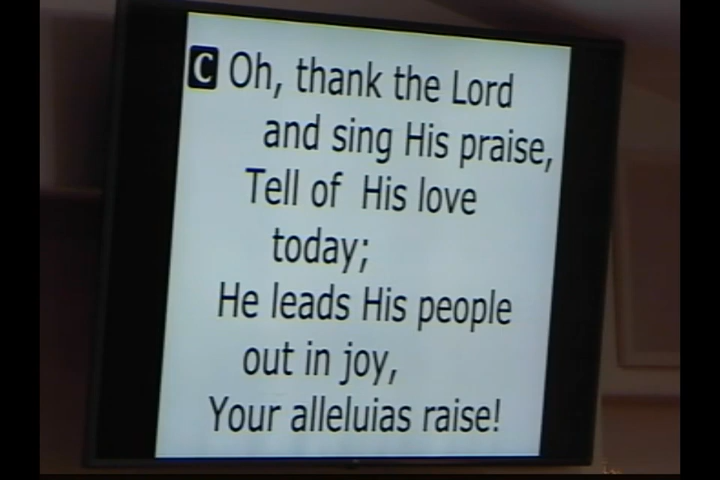 C Oh, thank the Lord
and sing His praise,
Tell of His love
today;
He leads His people
out in joy,
Your alleluias raise!